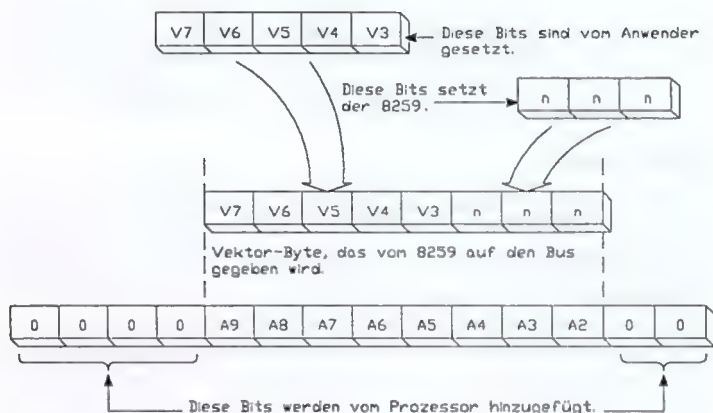 V7 V6 V5 V4 V3
Diese Bits sind vom Anwender
gesetzt.
Diese Bits setzt
der 8259.
n n n
V7 V6 V5 V4 V3 n n n
Vektor-Byte, das vom 8259 auf den Bus
gegeben wird.
0 0 0 0 A9 A8 A7 A6 A5 A4 A3 A2 0 0
Diese Bits werden vom Prozessor hinzugefügt.